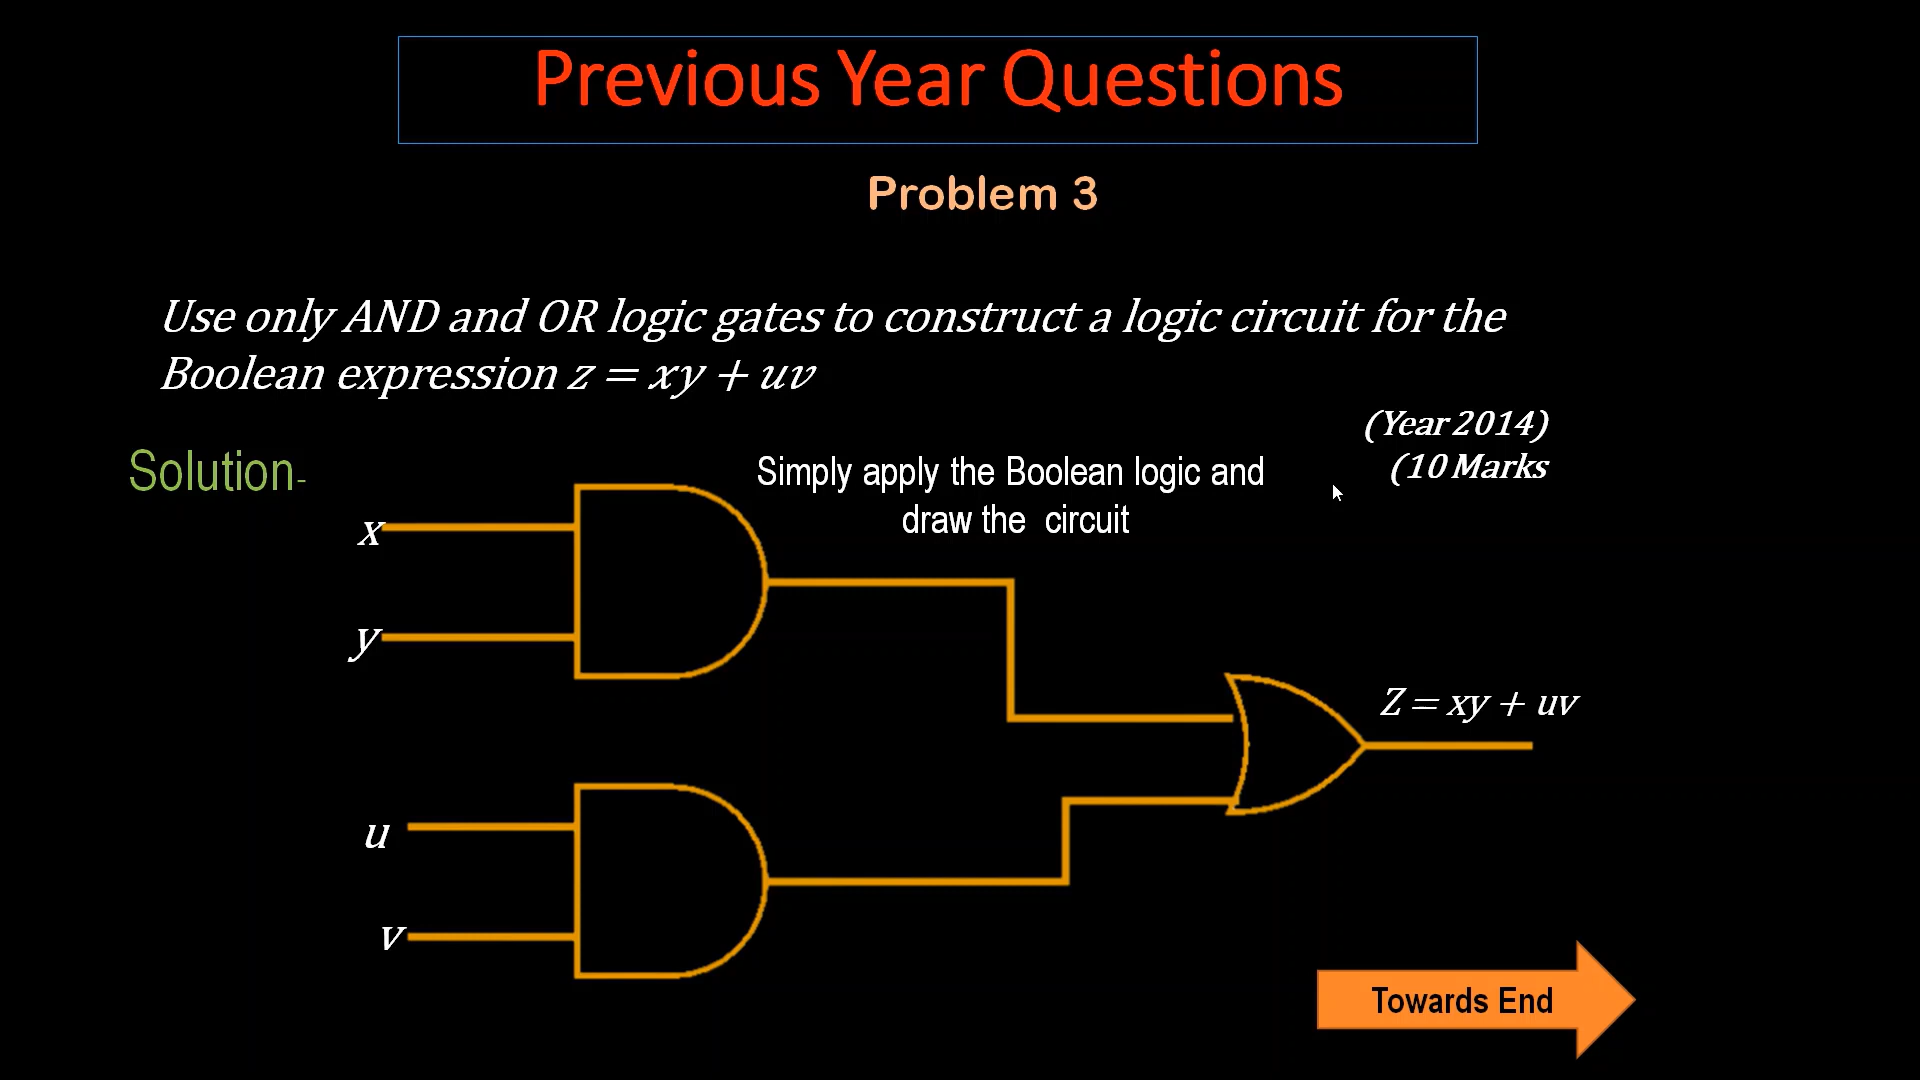 Previous Year Questions
Problem 3
Use only AND and OR logic gates to construct a logic circuit for the
Boolean expression z = xy + uv
(Year 2014)
(10 Marks
Solution-
Simply apply the Boolean logic and
draw the circuit
x
y
Z = xy + uv
u
v
Towards End